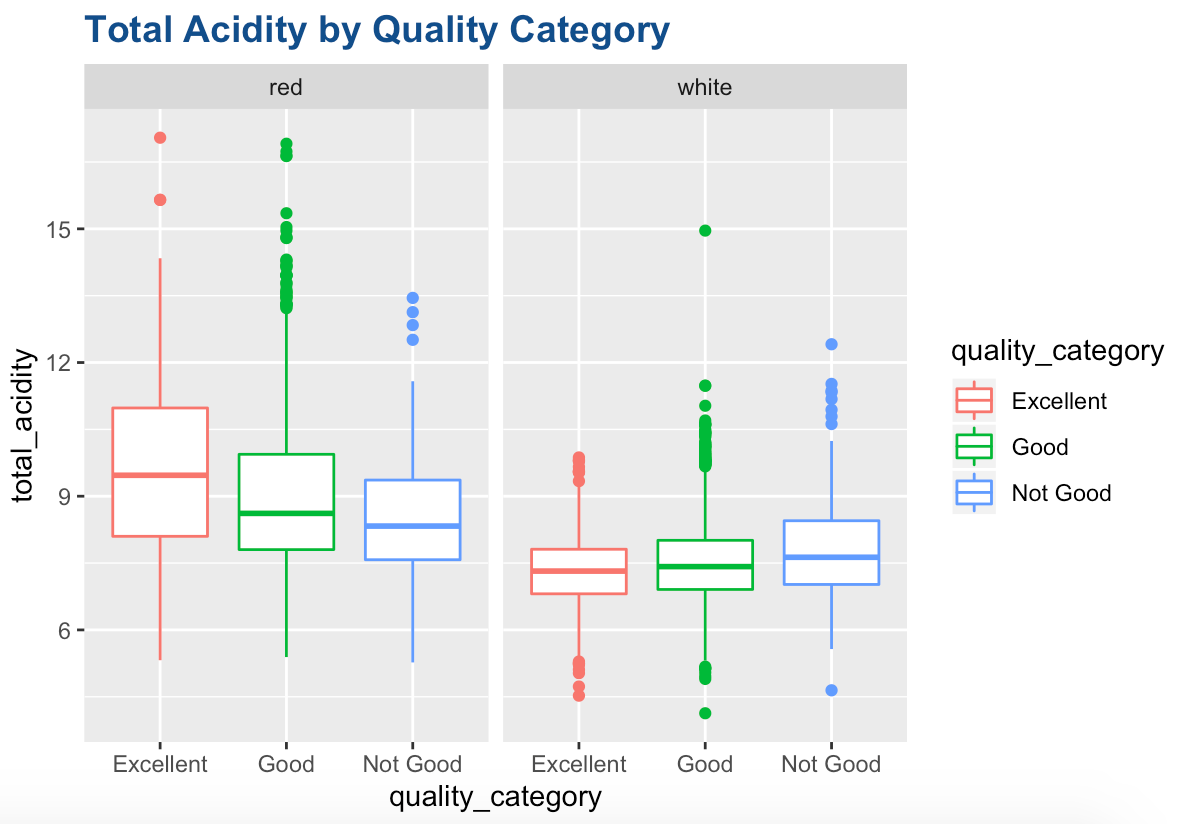 Total Acidity by Quality Category
red white
15
12
9
6
total_acidity
Excellent Good Not Good Excellent Good Not Good
quality_category
quality_category
Excellent
Good
Not Good